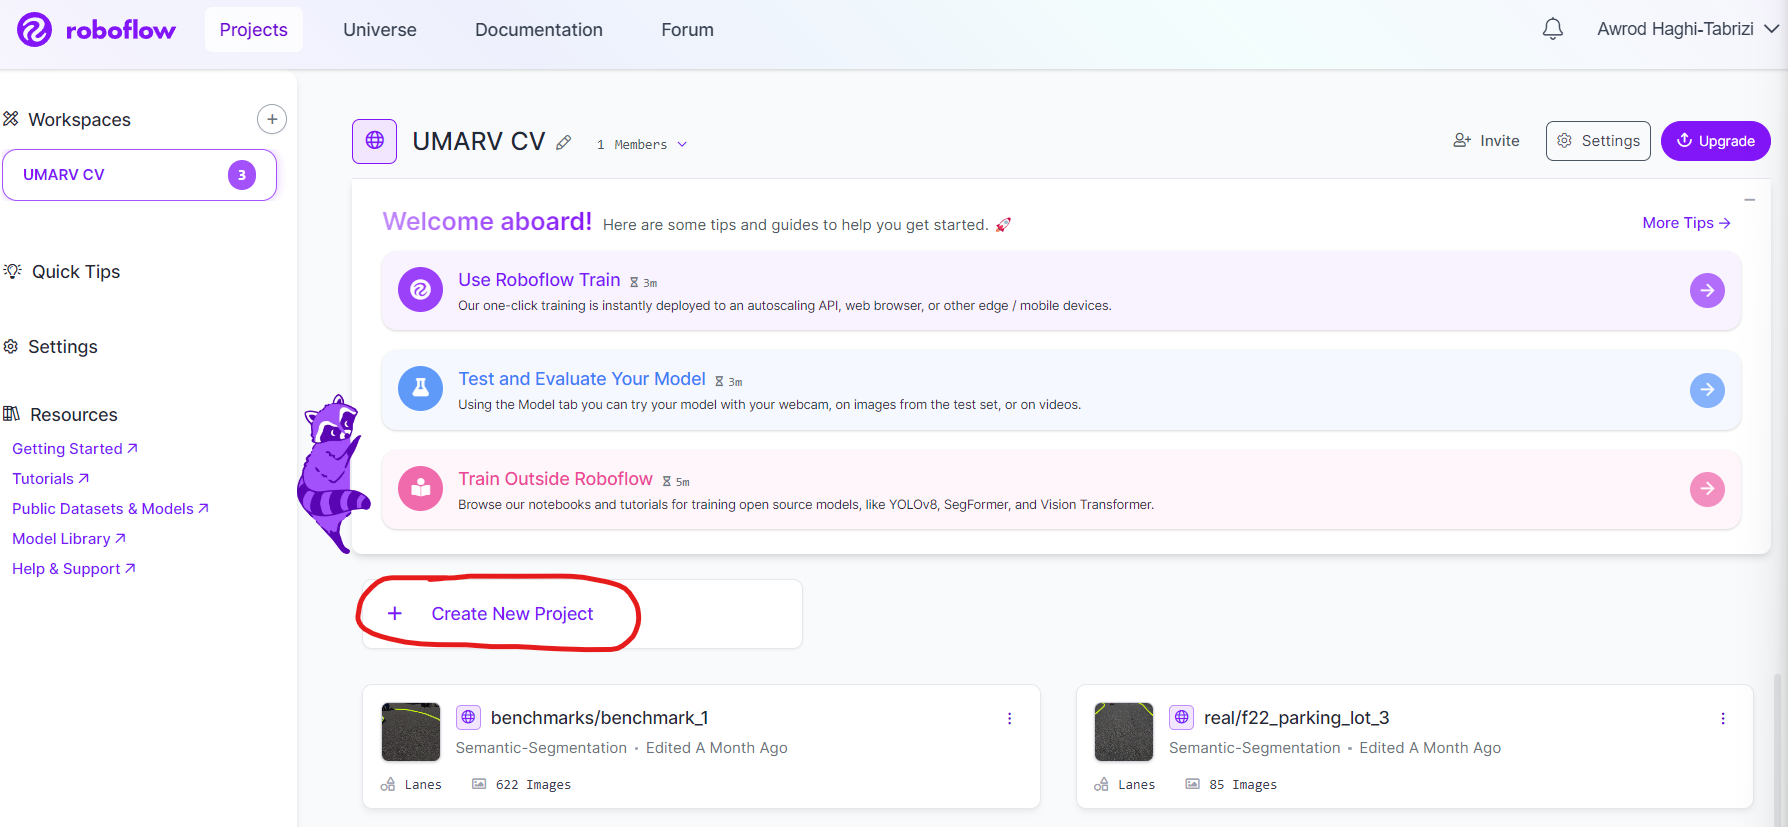 roboflow
Projects
Universe
Documentation
Forum
Awrod Haghi-Tabrizi
Workspaces
UMARV CV 3
Quick Tips
Settings
Resources
Getting Started
Tutorials
Public Datasets & Models
Model Library
Help & Support
UMARV CV
1 Members
Invite
Settings
Upgrade
Welcome aboard! Here are some tips and guides to help you get started. 🚀
More Tips →
Use Roboflow Train 3m
Our one-click training is instantly deployed to an autoscaling API, web browser, or other edge / mobile devices.
Test and Evaluate Your Model 3m
Using the Model tab you can try your model with your webcam, on images from the test set, or on videos.
Train Outside Roboflow 5m
Browse our notebooks and tutorials for training open source models, like YOLOv8, SegFormer, and Vision Transformer.
+ Create New Project
benchmarks/benchmark_1
Semantic-Segmentation • Edited A Month Ago
Lanes 622 Images
real/f22_parking_lot_3
Semantic-Segmentation • Edited A Month Ago
Lanes 85 Images